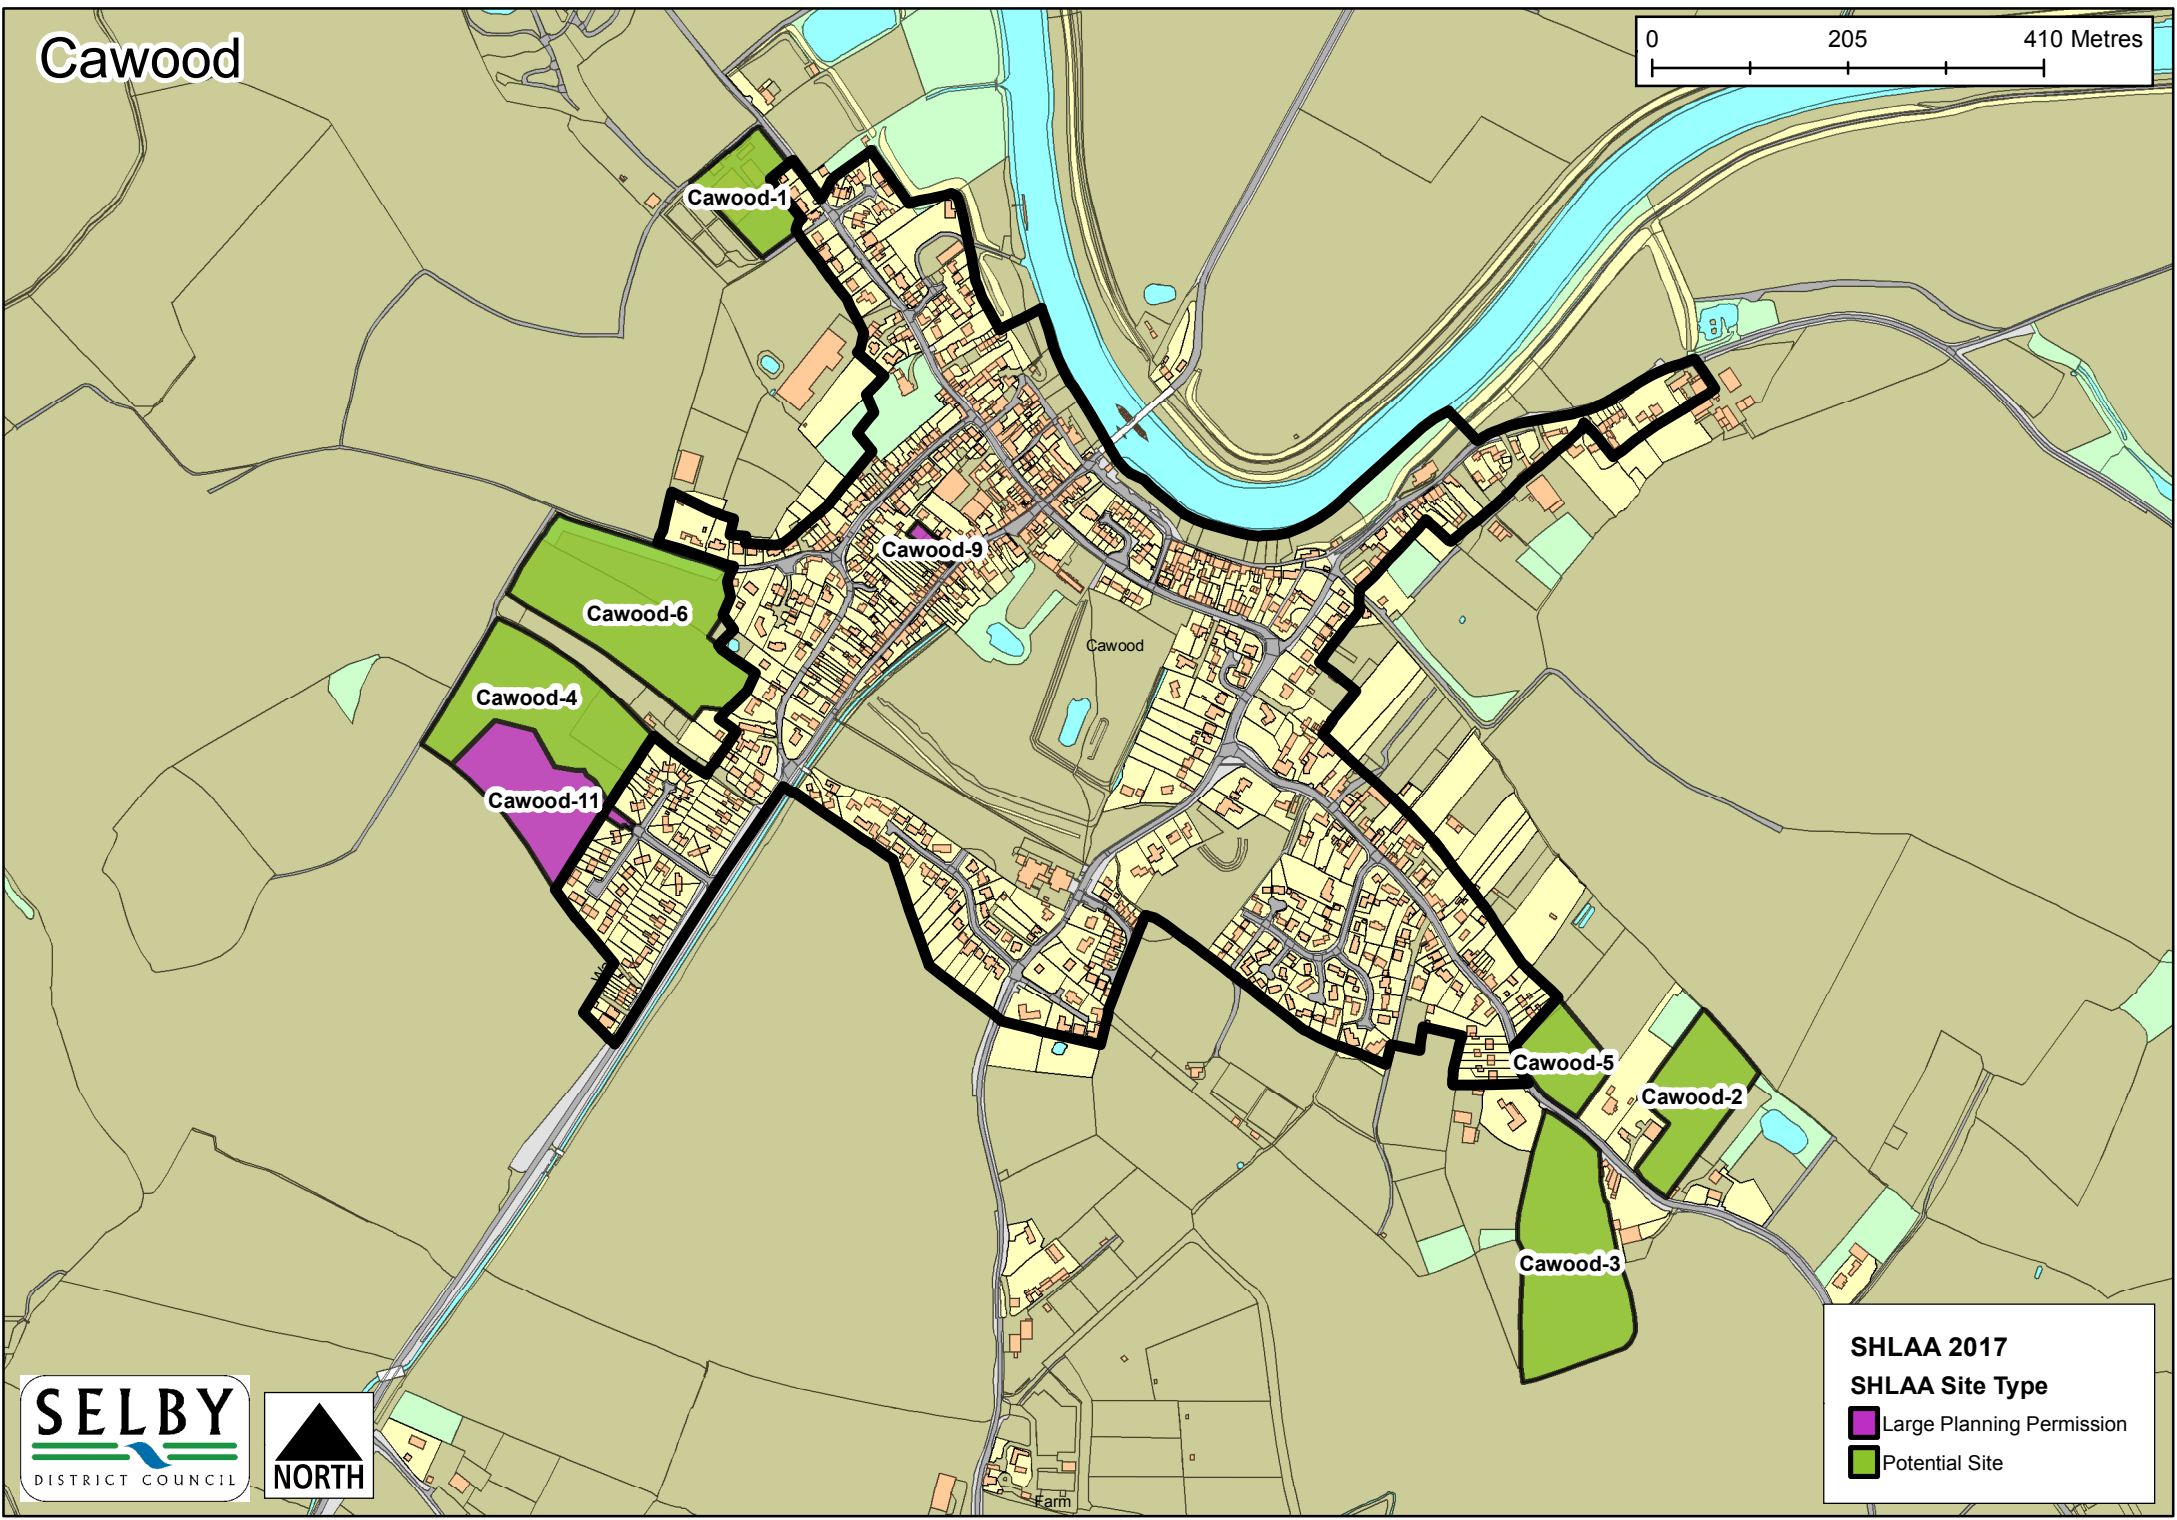 Cawood
0 205 410 Metres
Cawood-1
Cawood-9
Cawood-6
Cawood
Cawood-4
Cawood-11
Cawood-5
Cawood-2
Cawood-3
SHLAA 2017
SHLAA Site Type
Large Planning Permission
Potential Site
SELBY
DISTRICT COUNCIL
NORTH
Farm